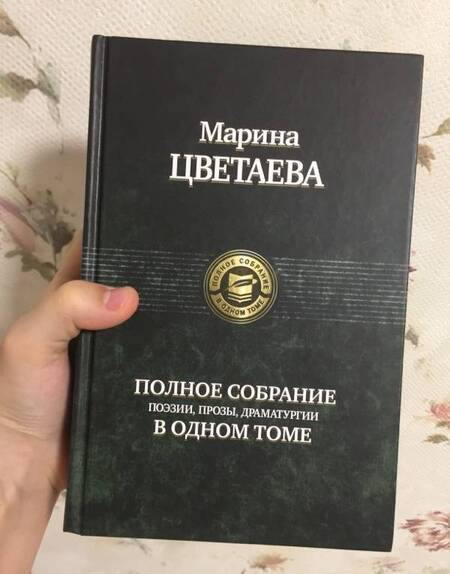 Марина
ЦВЕТАЕВА
ПОЛНОЕ СОБРАНИЕ
В ОДНОМ ТОМЕ
ПОЛНОЕ СОБРАНИЕ
ПОЭЗИИ, ПРОЗЫ, ДРАМАТУРГИИ
В ОДНОМ ТОМЕ